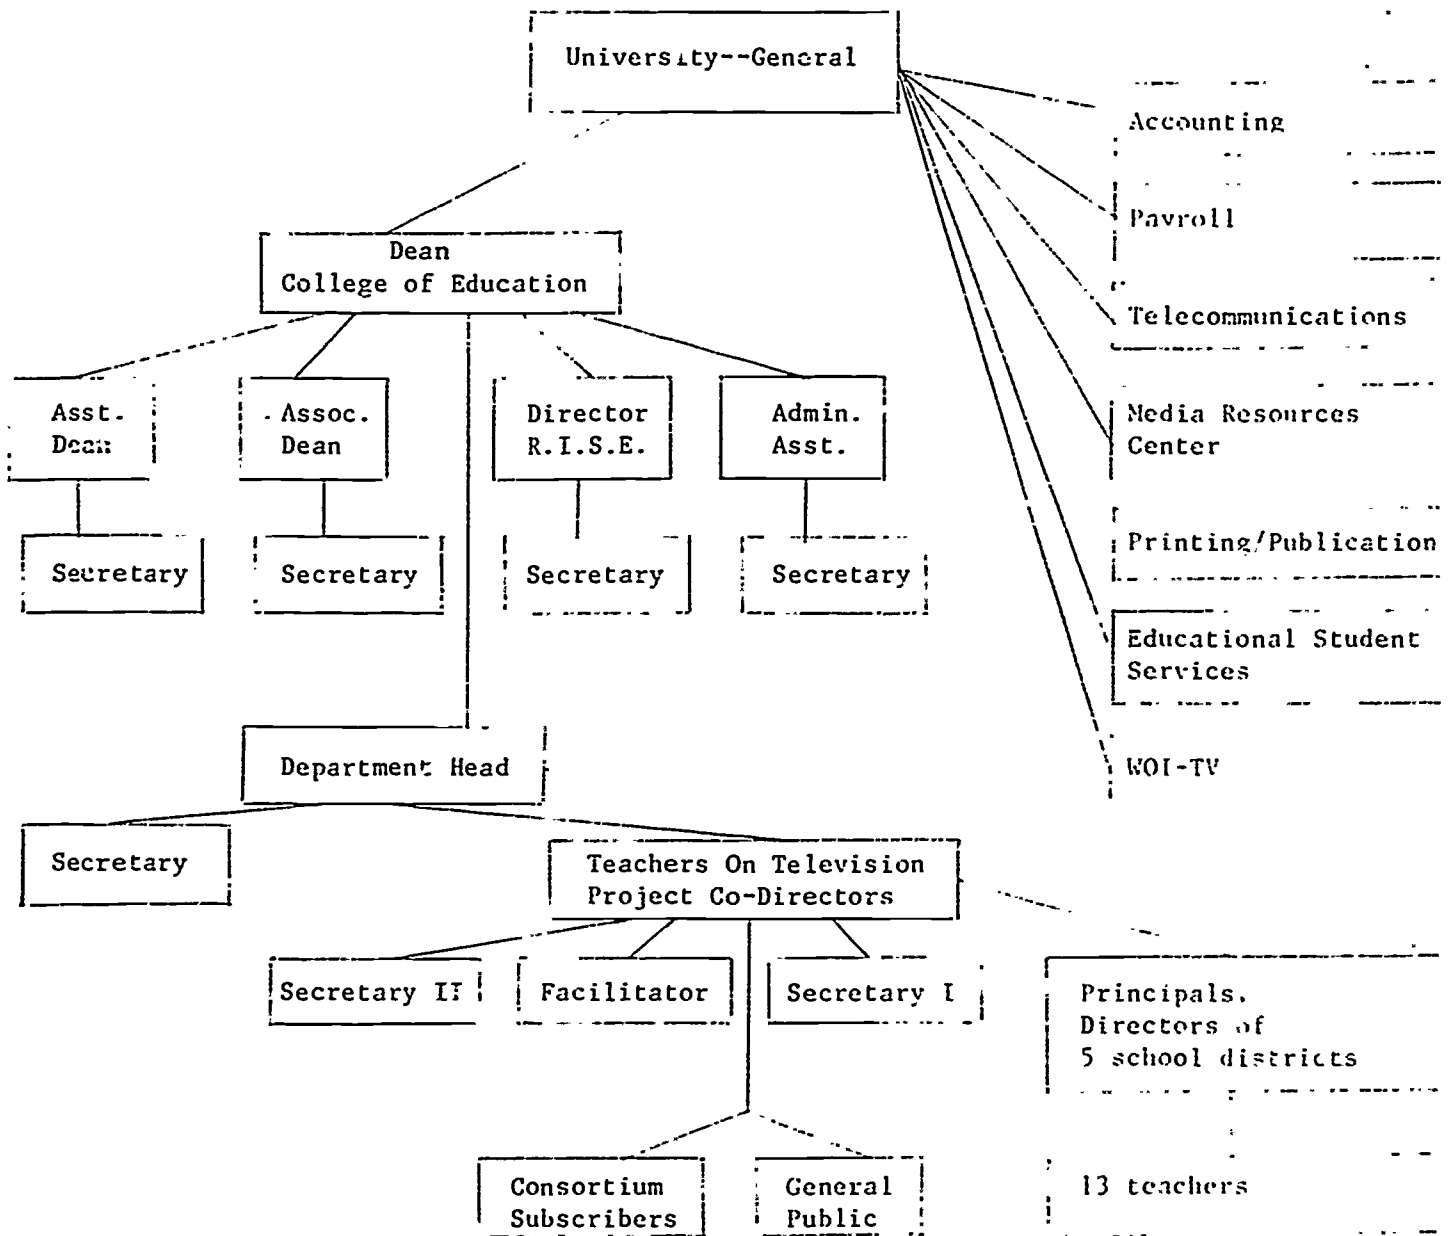 University--General
Accounting
Payroll
Dean
College of Education
Telecommunications
Asst.
Dean
Assoc.
Dean
Director
R.I.S.E.
Admin.
Asst.
Media Resources
Center
Secretary
Secretary
Secretary
Secretary
Printing/Publication
Educational Student
Services
Department Head
WOI-TV
Secretary
Teachers On Television
Project Co-Directors
Secretary II
Facilitator
Secretary I
Principals,
Directors of
5 school districts
Consortium
Subscribers
General
Public
13 teachers